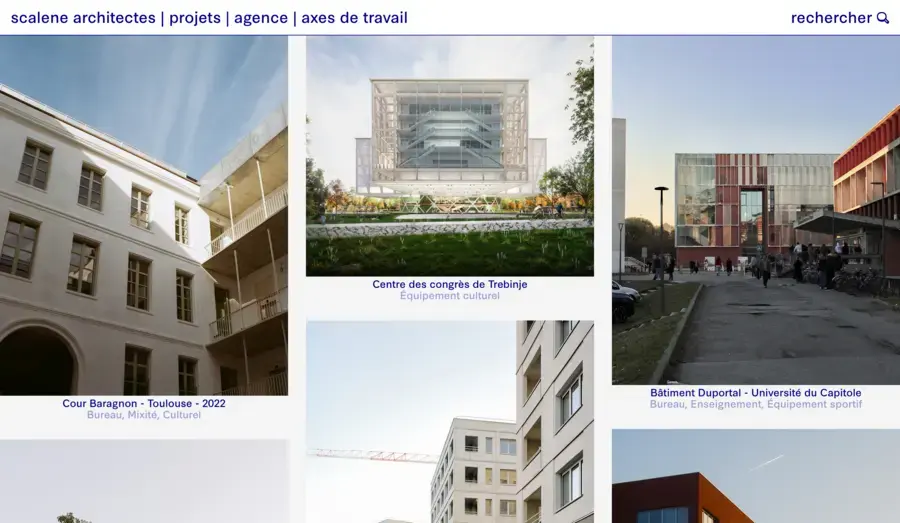 scalene architectes | projets | agence | axes de travail
rechercher
Centre des congrès de Trebinje
Équipement culturel
Bâtiment Duportal - Université du Capitole
Bureau, Enseignement, Équipement sportif
Cour Baragnon - Toulouse - 2022
Bureau, Mixité, Culturel